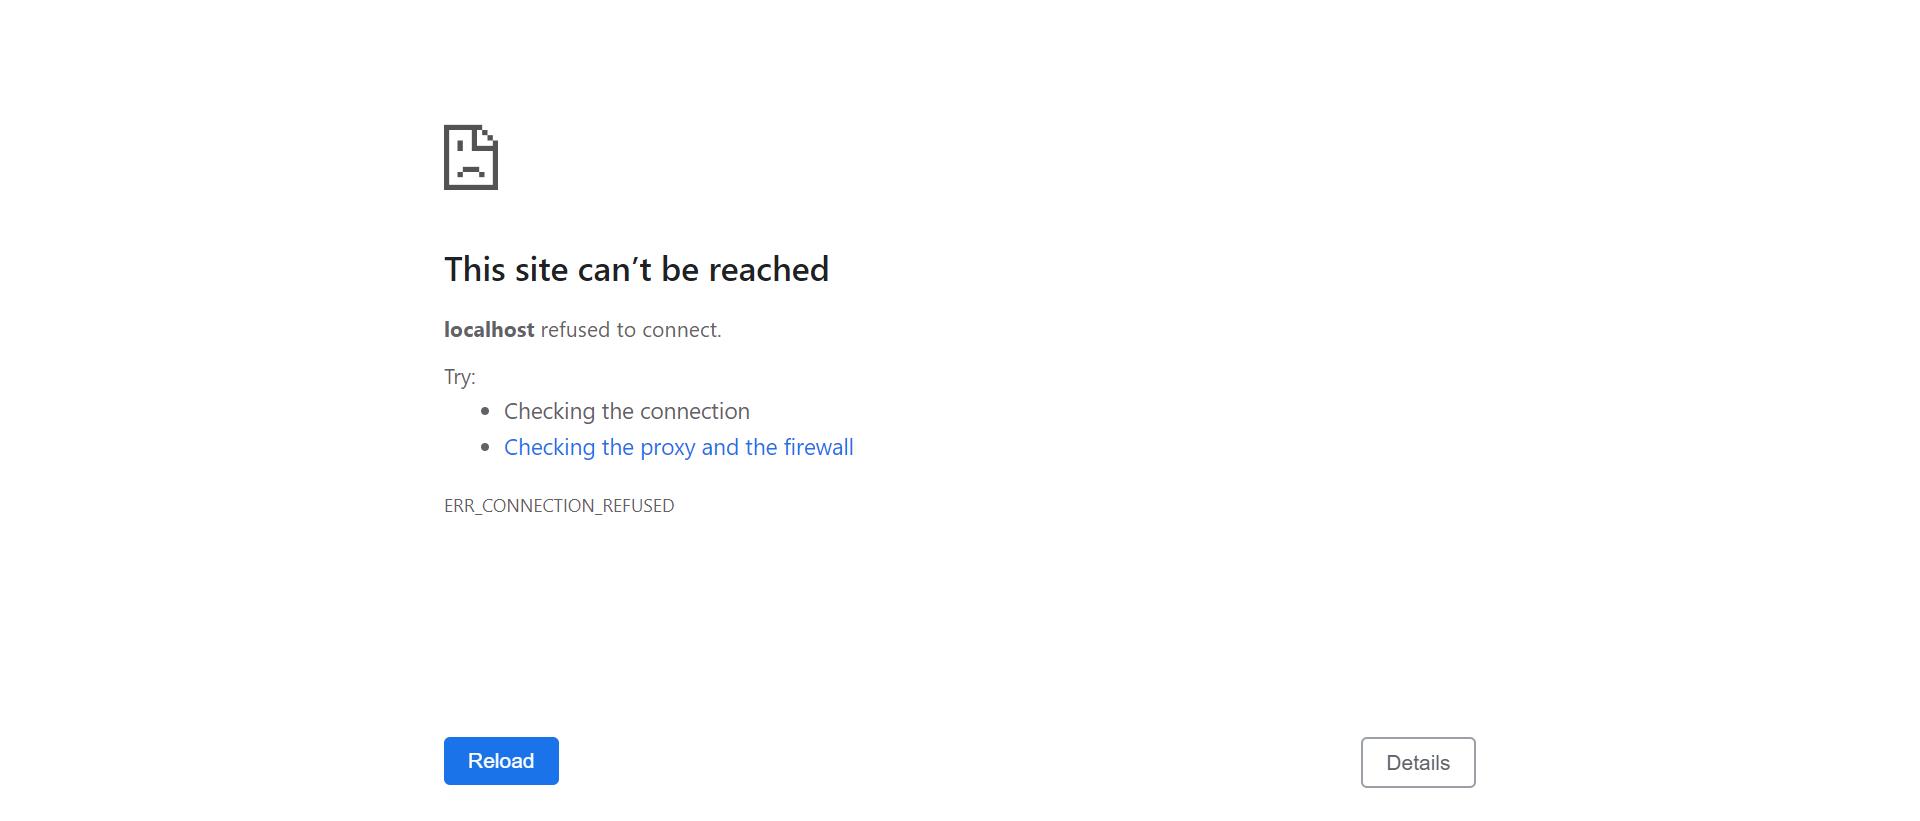 This site can’t be reached
localhost refused to connect.
Try:
Checking the connection
Checking the proxy and the firewall
ERR_CONNECTION_REFUSED
Reload
Details